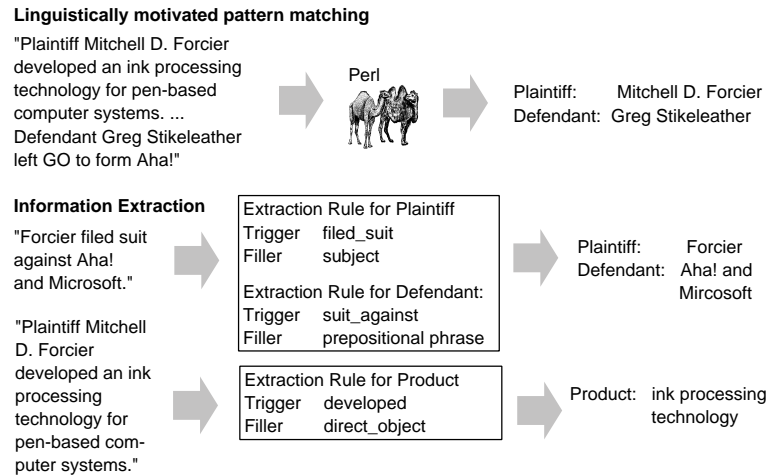 Linguistically motivated pattern matching
"Plaintiff Mitchell D. Forcier
developed an ink processing
technology for pen-based
computer systems. ...
Defendant Greg Stikeleather
left GO to form Aha!"
Perl
Plaintiff: Mitchell D. Forcier
Defendant: Greg Stikeleather
Information Extraction
"Forcier filed suit
against Aha!
and Microsoft."
Extraction Rule for Plaintiff
Trigger filed_suit
Filler subject
Extraction Rule for Defendant:
Trigger suit_against
Filler prepositional phrase
Plaintiff: Forcier
Defendant: Aha! and
Mircosoft
"Plaintiff Mitchell
D. Forcier
developed an ink
processing
technology for
pen-based com-
puter systems."
Extraction Rule for Product
Trigger developed
Filler direct_object
Product: ink processing
technology